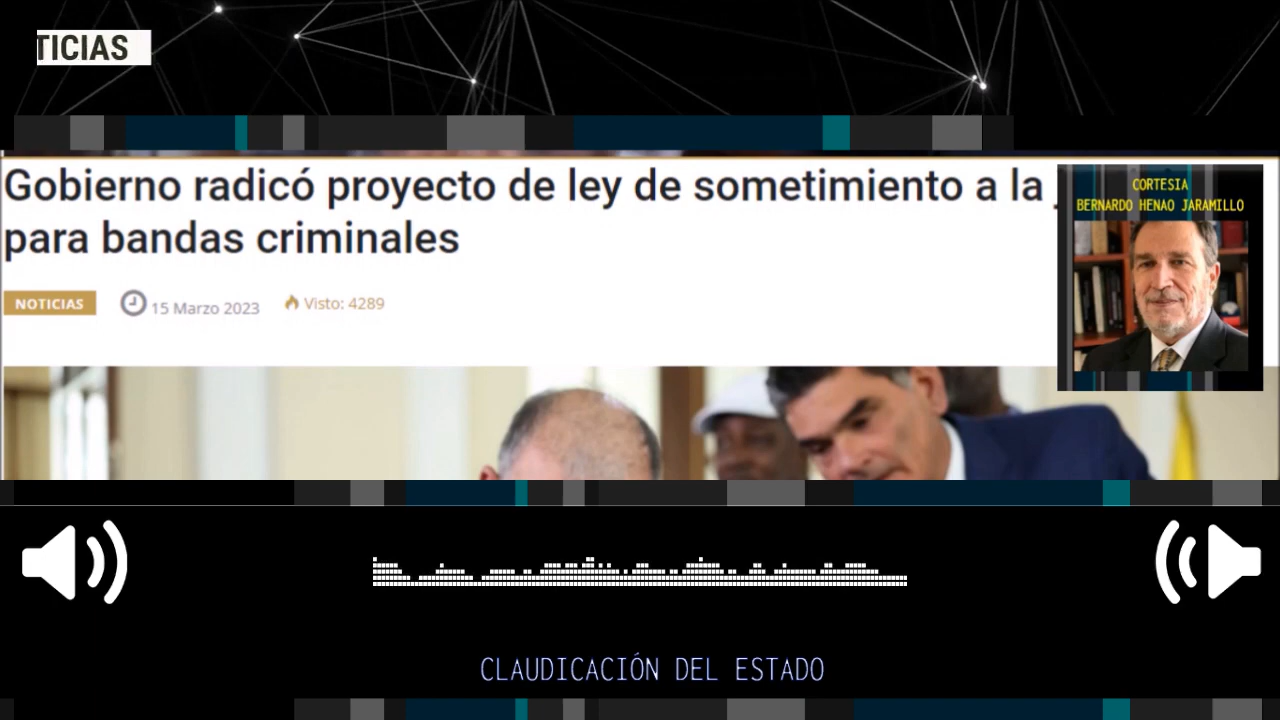 TICIAS
Gobierno radicó proyecto de ley de sometimiento a la
para bandas criminales
NOTICIAS 15 Marzo 2023 Visto: 4289
CORTESIA
BERNARDO HENAO JARAMILLO
CLAUDICACIÓN DEL ESTADO